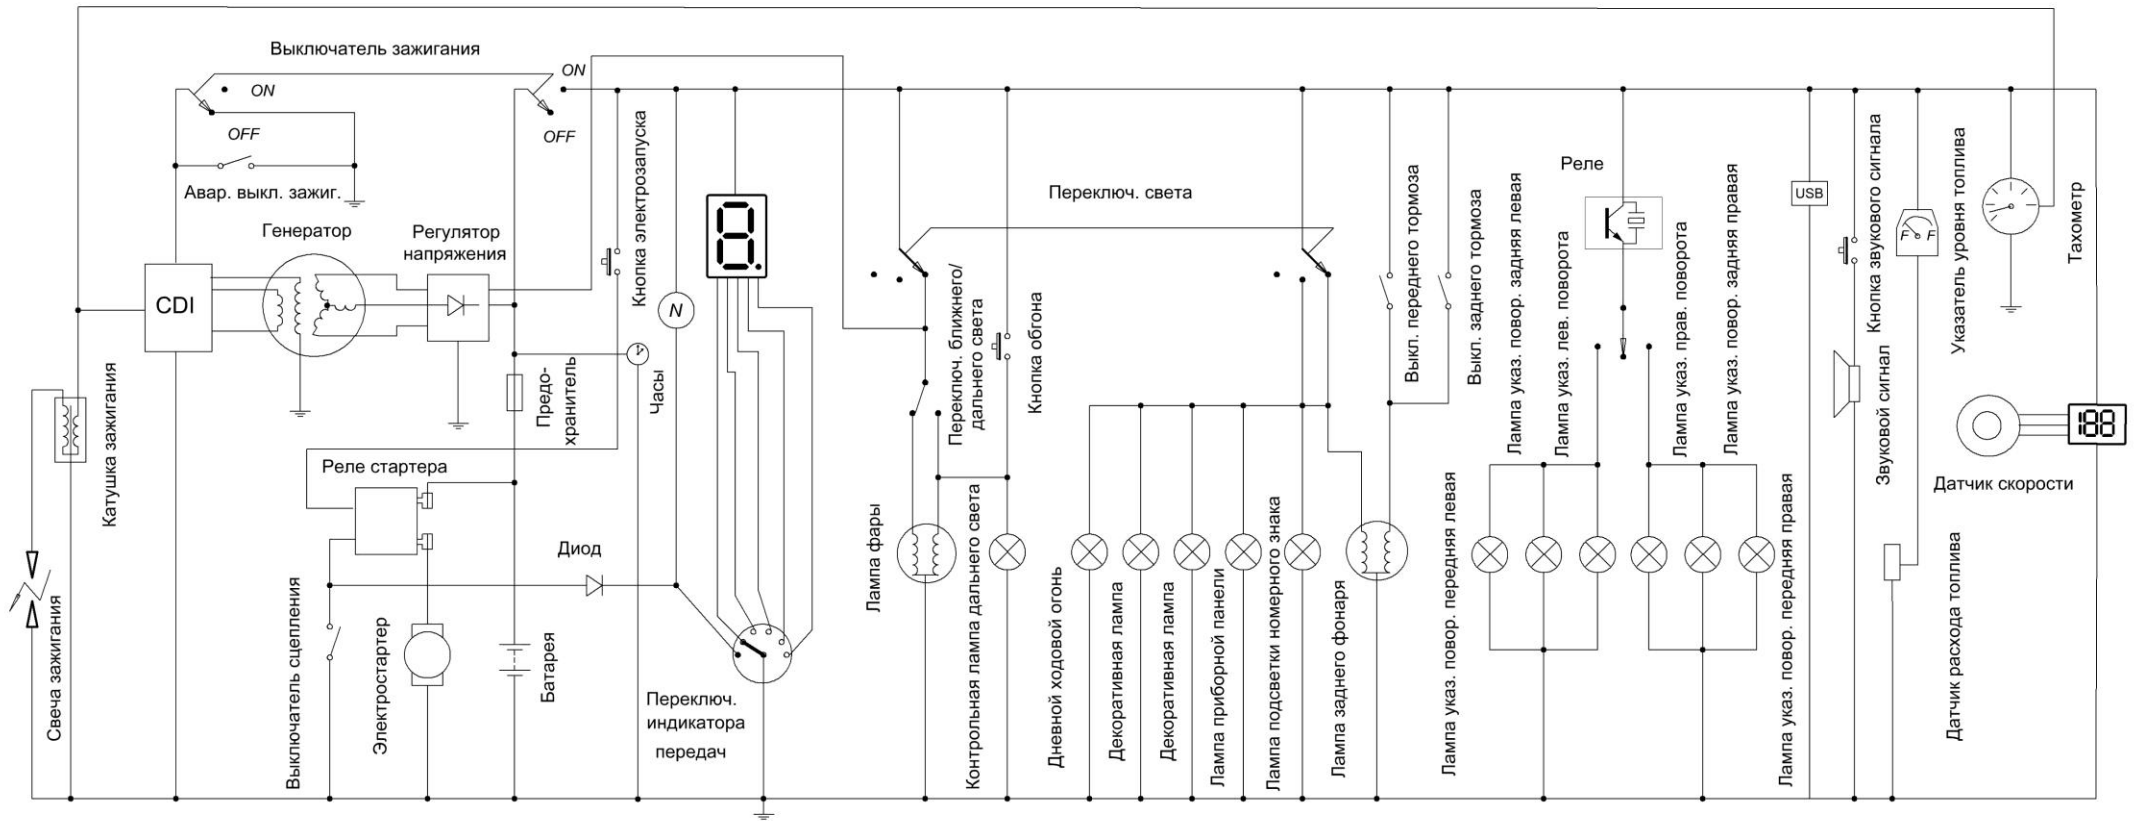 Выключатель зажигания
ON
OFF
ON
OFF
Авар. выкл. зажиг.
Генератор
Регулятор
напряжения
CDI
Катушка зажигания
Свеча зажигания
Предо-
хранитель
Часы
Кнопка электрозапуска
N
8.
Реле стартера
Диод
Выключатель сцепления
Электростартер
Батарея
Переключ.
индикатора
передач
Переключ. света
Переключ. ближнего/
дальнего света
Кнопка обгона
Лампа фары
Контрольная лампа дальнего света
Дневной ходовой огонь
Декоративная лампа
Декоративная лампа
Лампа приборной панели
Лампа подсветки номерного знака
Лампа заднего фонаря
Выкл. переднего тормоза
Выкл. заднего тормоза
Реле
Лампа указ. повор. задняя левая
Лампа указ. лев. поворота
Лампа указ. прав. поворота
Лампа указ. повор. задняя правая
Лампа указ. повор. передняя левая
Лампа указ. повор. передняя правая
USB
Кнопка звукового сигнала
Звуковой сигнал
F F
Указатель уровня топлива
Тахометр
188
Датчик скорости
Датчик расхода топлива